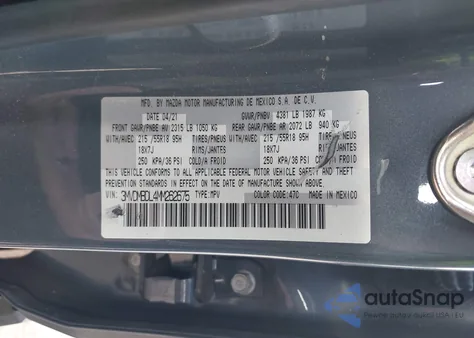 MFD. BY MAZDA MOTOR MANUFACTURING DE MEXICO S.A. DE C.V.
DATE 04/21 GVWR/PNBV 4381 LB 1987 KG
FRONT GAWR/PNBE AV 2315 LB 1050 KG REAR GAWR/PNBE AR 2072 LB 940 KG
WITH/AVEC 215/55R18 95H TIRES/PNEUS WITH/AVEC 215/55R18 95H TIRES/PNEUS
18X7J RIMS/JANTES 18X7J RIMS/JANTES
250 KPA/36 PSI COLD/A FROID 250 KPA/36 PSI COLD/A FROID
THIS VEHICLE CONFORMS TO ALL APPLICABLE FEDERAL MOTOR VEHICLE
SAFETY STANDARDS IN EFFECT ON THE DATE OF MANUFACTURE SHOWN ABOVE.
VIN: TYPE:MPV COLOR CODE:47C MADE IN MEXICO
autoSnap
Power autos aux USA | EU